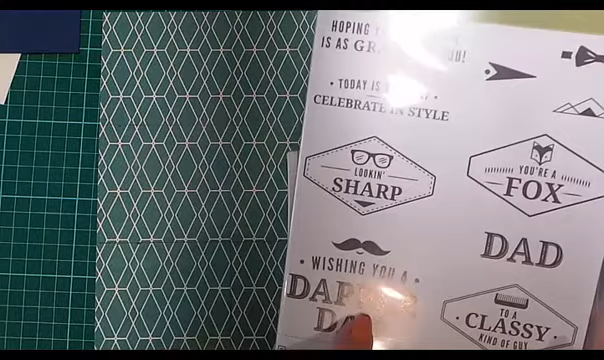 HOPING
IS AS GR
· TODAY IS
CELEBRATE IN STYLE
LOOKIN'
SHARP
YOU'RE A
FOX
DAD
· WISHING YOU A ·
TO A
· CLASSY ·
KIND OF GUY